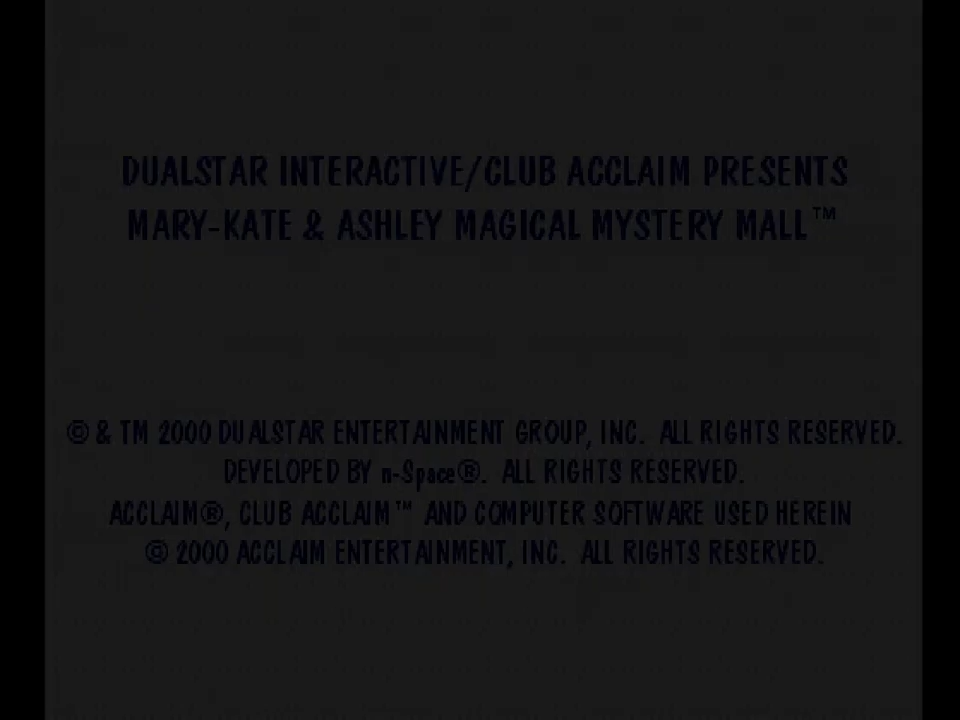 DUALSTAR INTERACTIVE/CLUB ACCLAIM PRESENTS
MARY-KATE & ASHLEY MAGICAL MYSTERY MALL™
© & TM 2000 DUALSTAR ENTERTAINMENT GROUP, INC. ALL RIGHTS RESERVED.
DEVELOPED BY n-Space®. ALL RIGHTS RESERVED.
ACCLAIM®, CLUB ACCLAIM™ AND COMPUTER SOFTWARE USED HEREIN
© 2000 ACCLAIM ENTERTAINMENT, INC. ALL RIGHTS RESERVED.